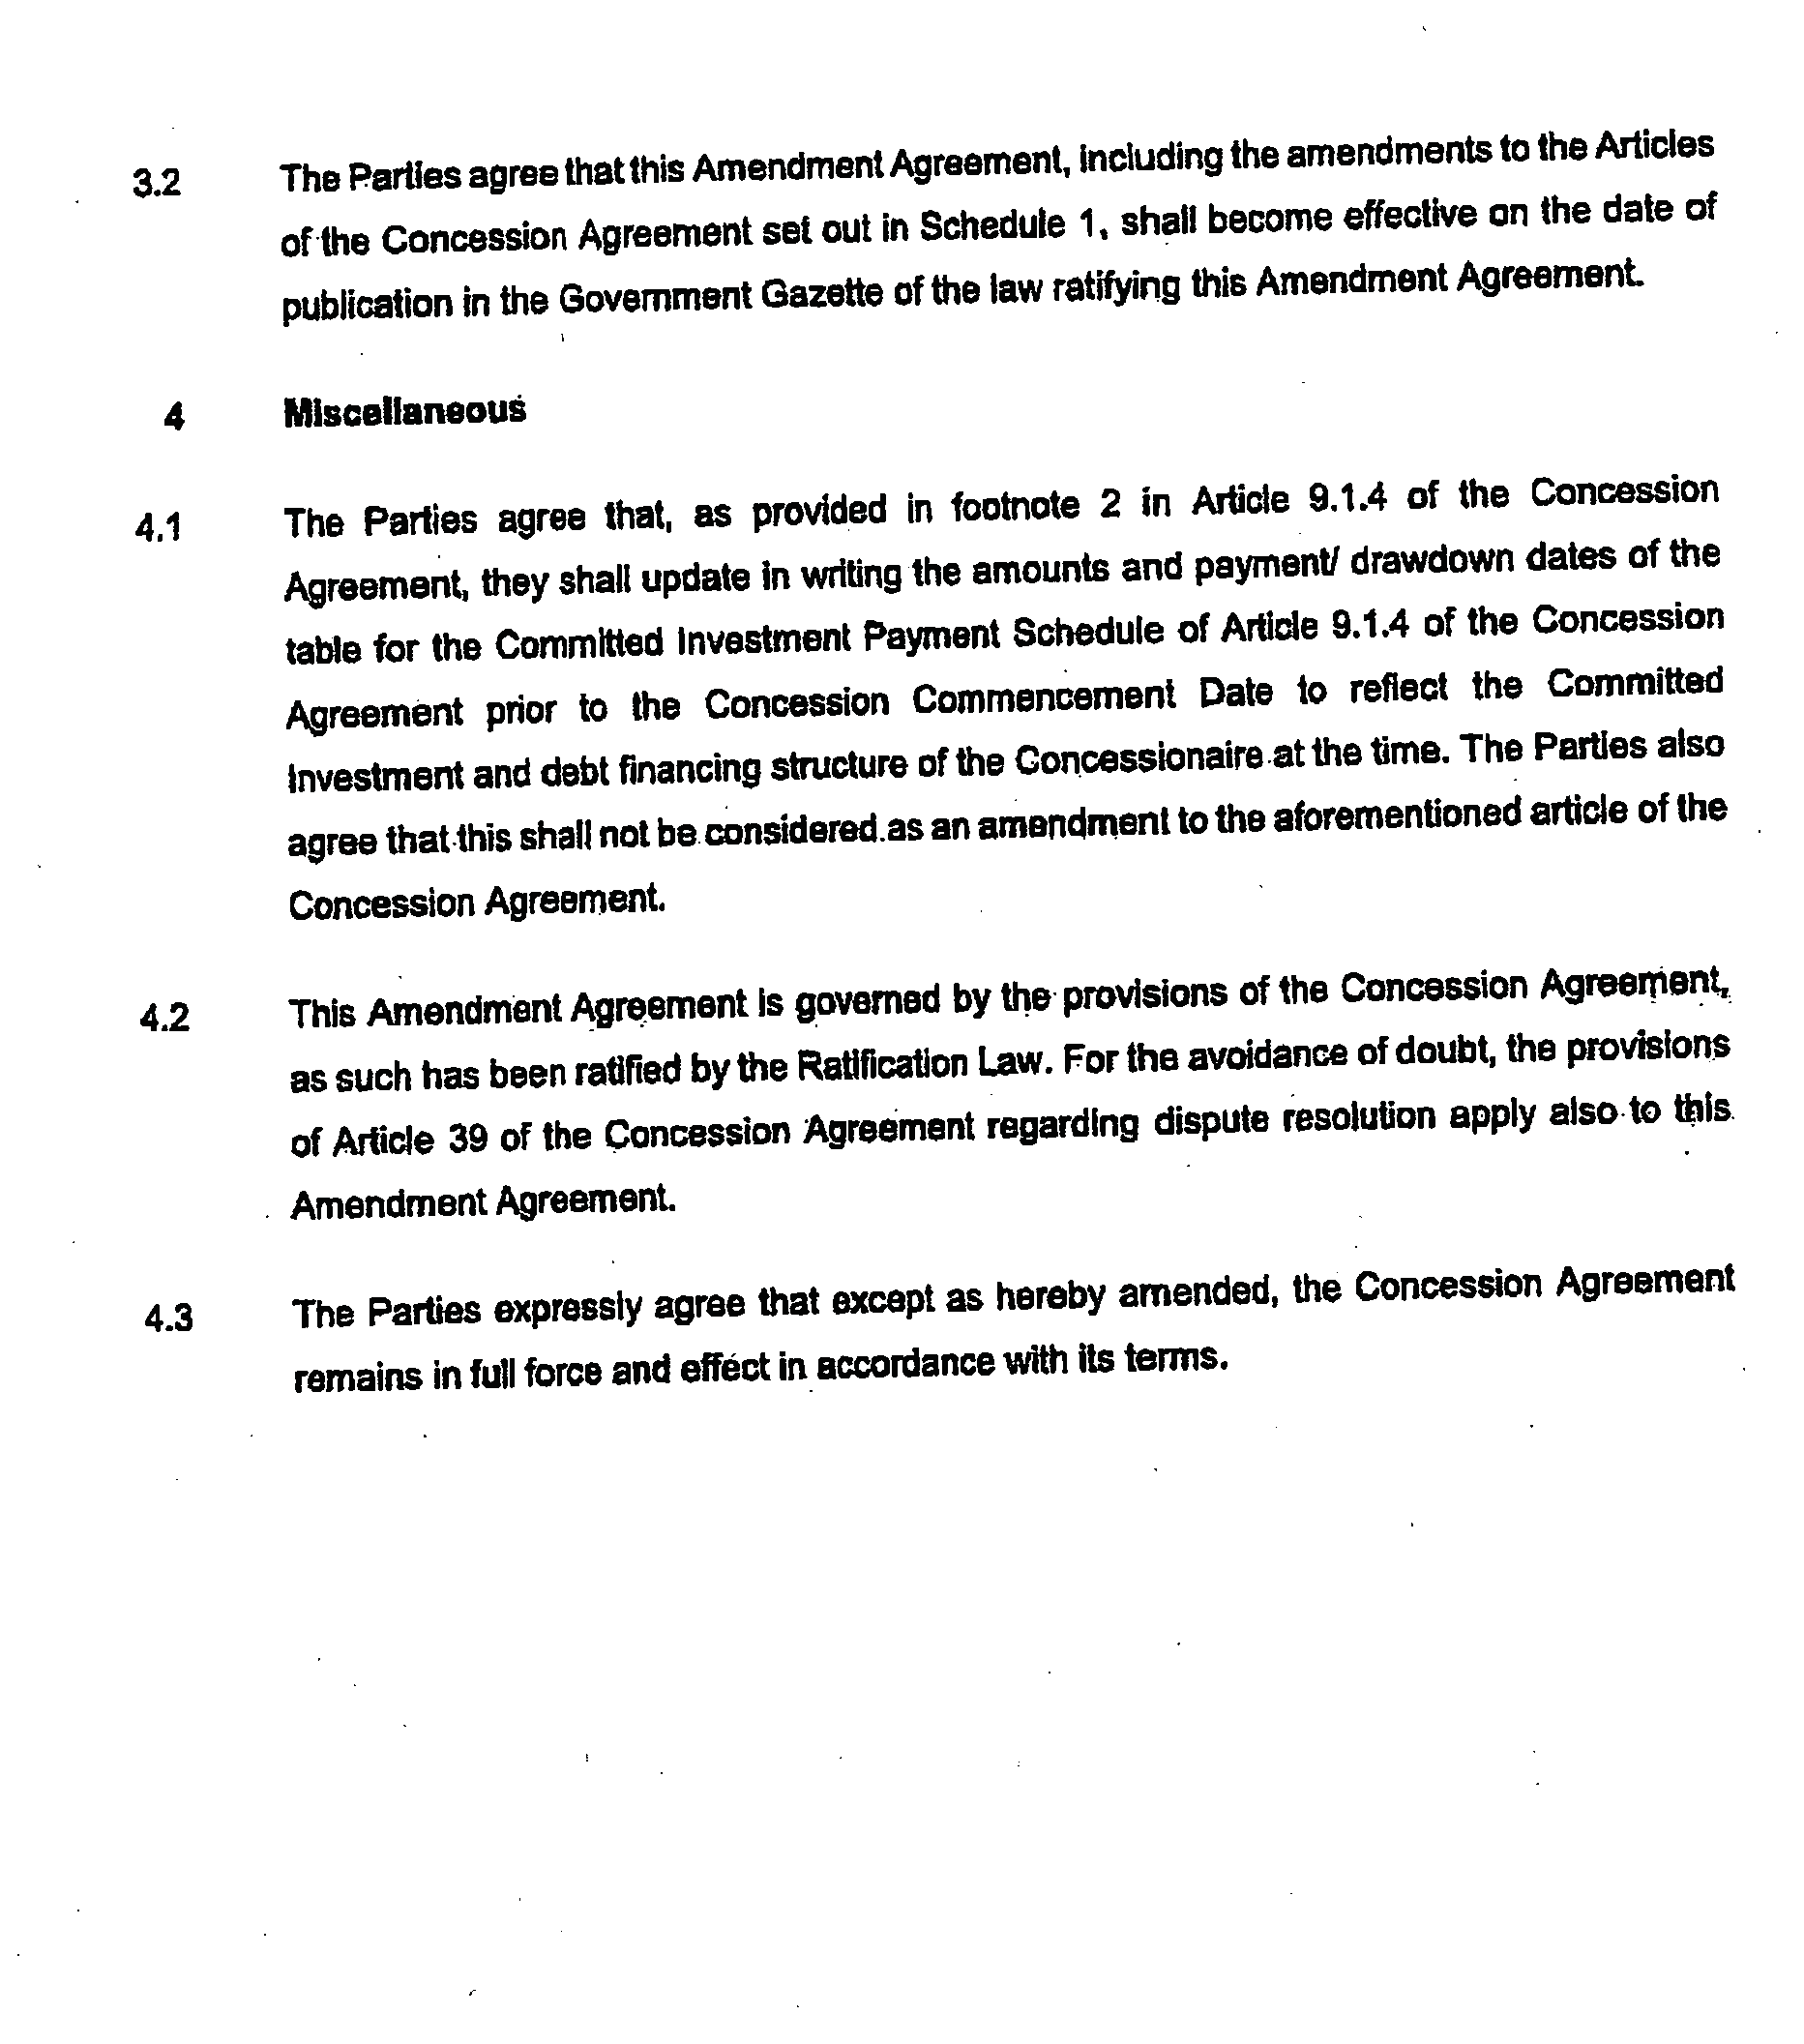 3.2 The Parties agree that this Amendment Agreement, including the amendments to the Articles
of the Concession Agreement set out in Schedule 1, shall become effective on the date of
publication in the Government Gazette of the law ratifying this Amendment Agreement.
4 Miscellaneous
4.1 The Parties agree that, as provided in footnote 2 in Article 9.1.4 of the Concession
Agreement, they shall update in writing the amounts and payment/ drawdown dates of the
table for the Committed Investment Payment Schedule of Article 9.1.4 of the Concession
Agreement prior to the Concession Commencement Date to reflect the Committed
Investment and debt financing structure of the Concessionaire at the time. The Parties also
agree that this shall not be considered as an amendment to the aforementioned article of the
Concession Agreement.
4.2 This Amendment Agreement is governed by the provisions of the Concession Agreement,
as such has been ratified by the Ratification Law. For the avoidance of doubt, the provisions
of Article 39 of the Concession Agreement regarding dispute resolution apply also to this
Amendment Agreement.
4.3 The Parties expressly agree that except as hereby amended, the Concession Agreement
remains in full force and effect in accordance with its terms.